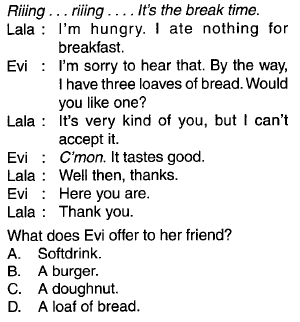 Riiing . . . riiing . . . . It's the break time.
Lala : I'm hungry. I ate nothing for
breakfast.
Evi : I'm sorry to hear that. By the way,
I have three loaves of bread. Would
you like one?
Lala : It's very kind of you, but I can't
accept it.
Evi : C'mon. It tastes good.
Lala : Well then, thanks.
Evi : Here you are.
Lala : Thank you.
What does Evi offer to her friend?
A. Softdrink.
B. A burger.
C. A doughnut.
D. A loaf of bread.